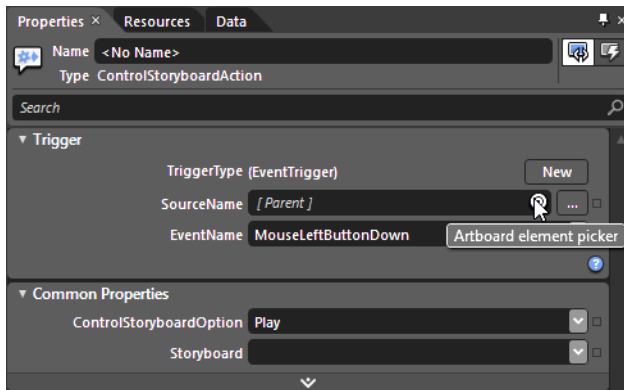 Properties × Resources Data
Name <No Name>
Type ControlStoryboardAction
Search
Trigger
TriggerType (EventTrigger) New
SourceName [ Parent ] ...
EventName MouseLeftButtonDown Artboard element picker
?
Common Properties
ControlStoryboardOption Play
Storyboard